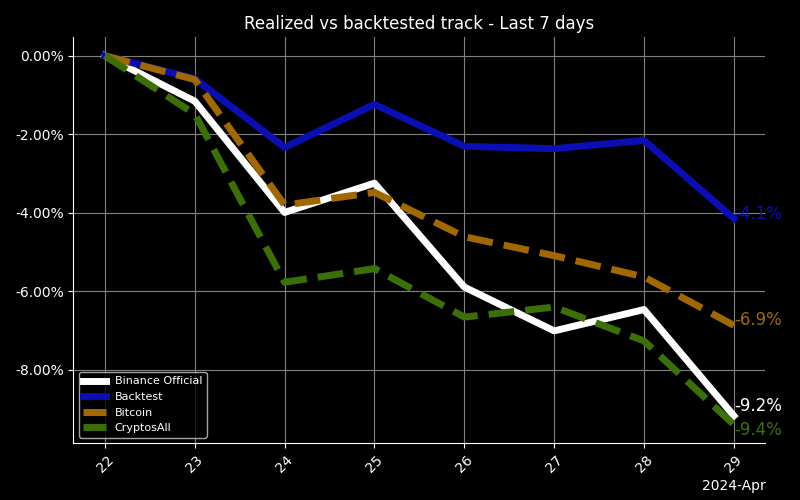 Realized vs backtested track - Last 7 days
0.00%
-2.00%
-4.00%
-6.00%
-8.00%
-4.1%
-6.9%
-9.2%
-9.4%
Binance Official
Backtest
Bitcoin
CryptosAll
22 23 24 25 26 27 28 29
2024-Apr